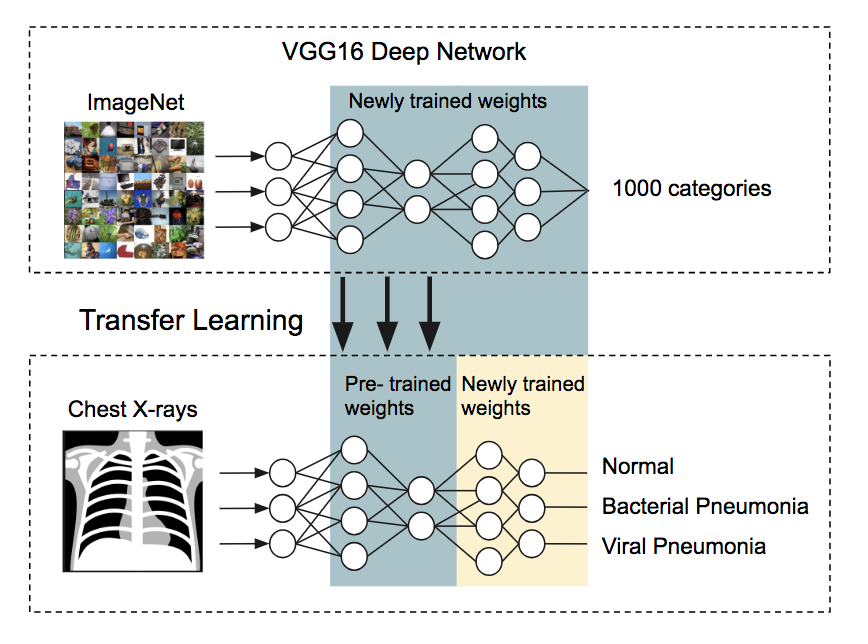 VGG16 Deep Network
ImageNet
Newly trained weights
1000 categories
Transfer Learning
Pre- trained
weights
Newly trained
weights
Chest X-rays
Normal
Bacterial Pneumonia
Viral Pneumonia